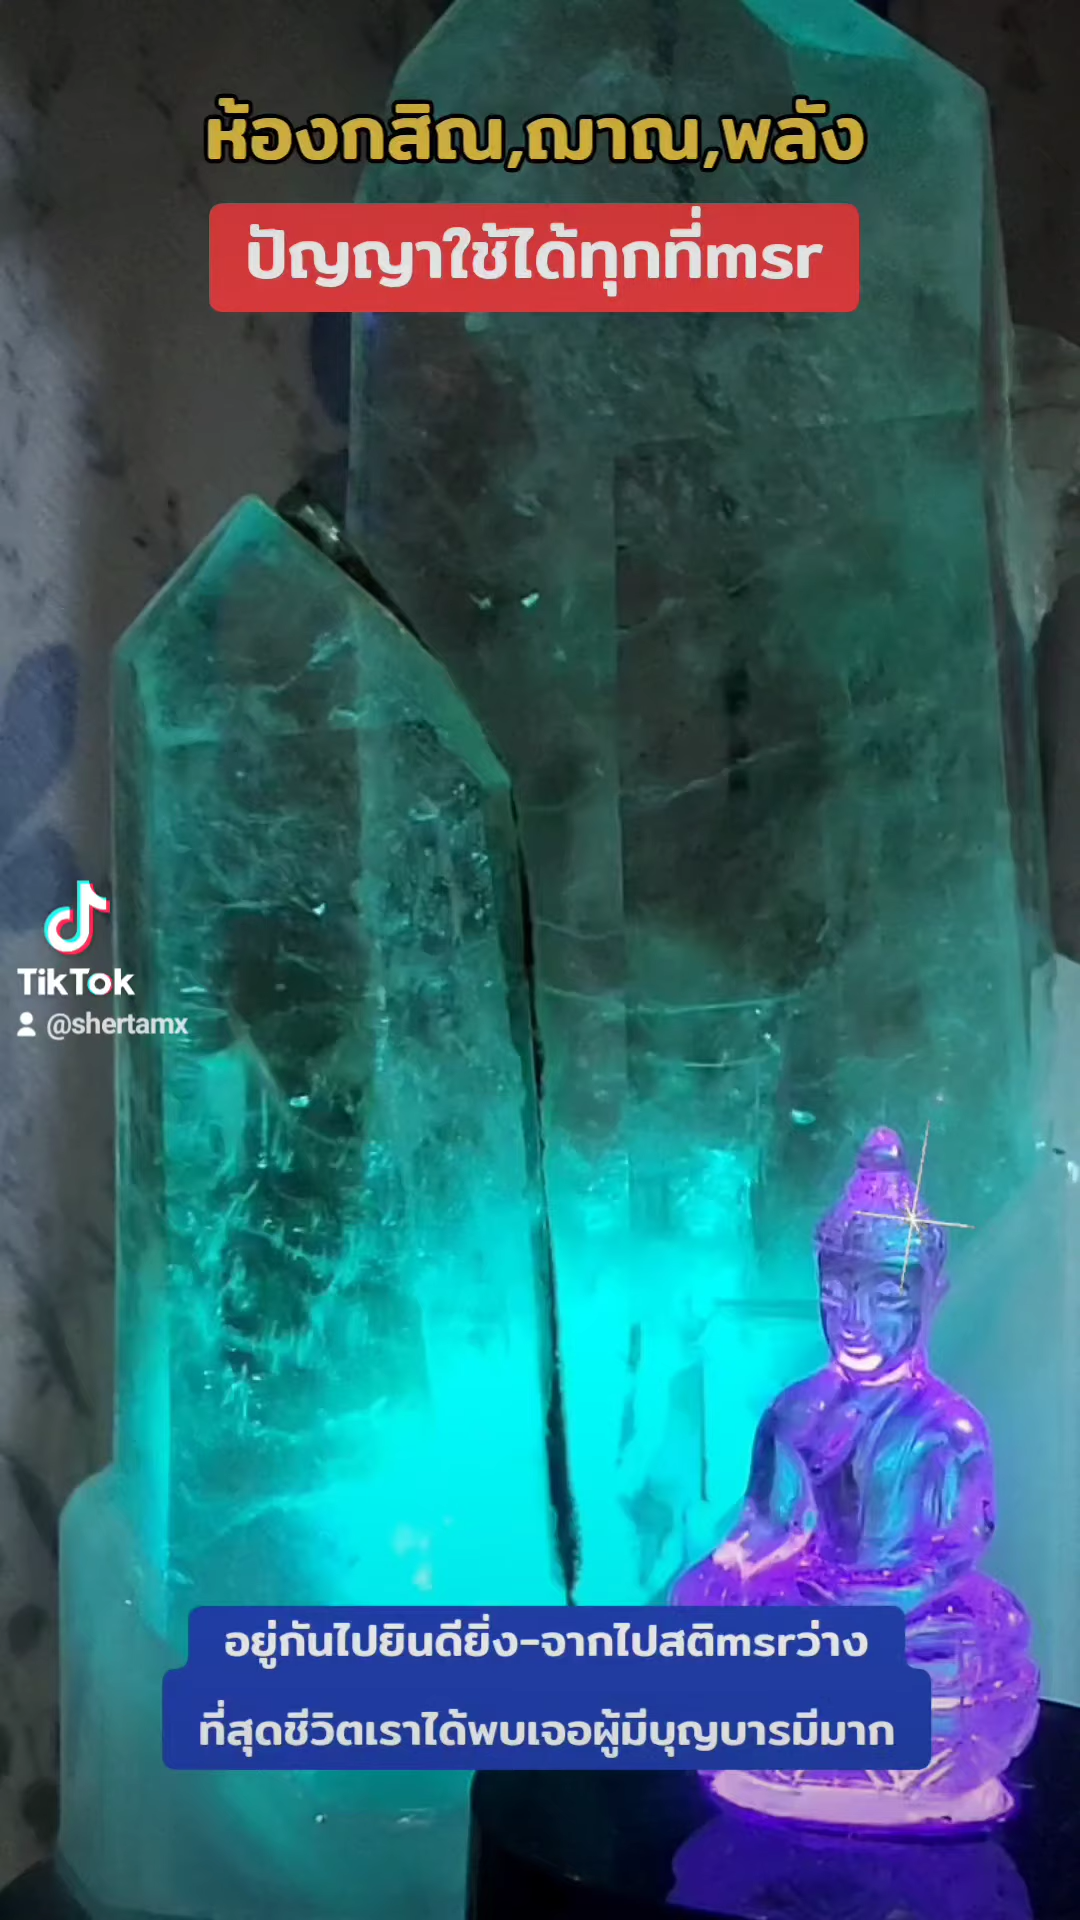 ห้องกสิณ,ฌาณ,พลัง
ปัญญาใช้ได้ทุกที่msr
TikTok
@shertamx
อยู่กันไปยินดียิ่ง-จากไปสติmsrว่าง
ที่สุดชีวิตเราได้พบเจอผู้มีบุญบารมีมาก